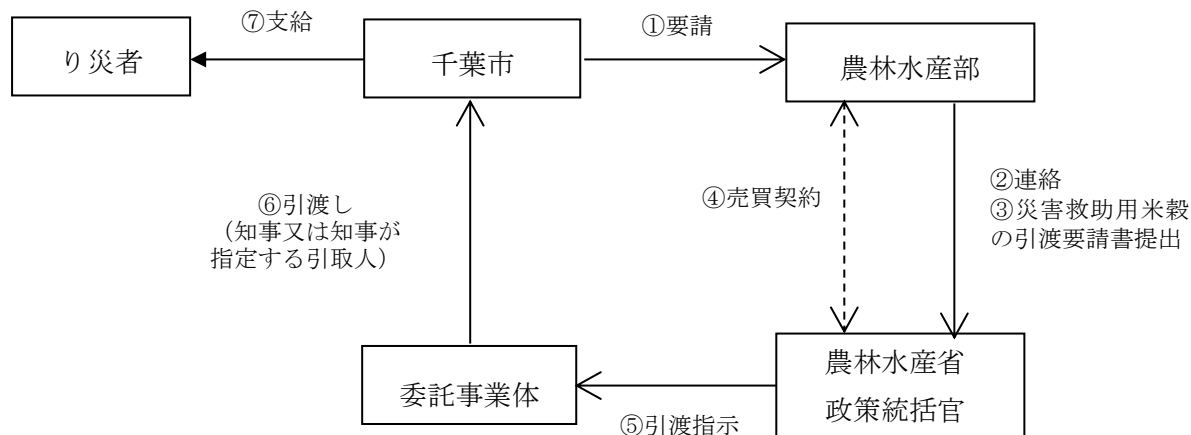 ⑦支給
①要請
り災者
千葉市
農林水産部
⑥引渡し
（知事又は知事が
指定する引取人）
④売買契約
②連絡
③災害救助用米穀
の引渡要請書提出
委託事業体
農林水産省
政策統括官
⑤引渡指示